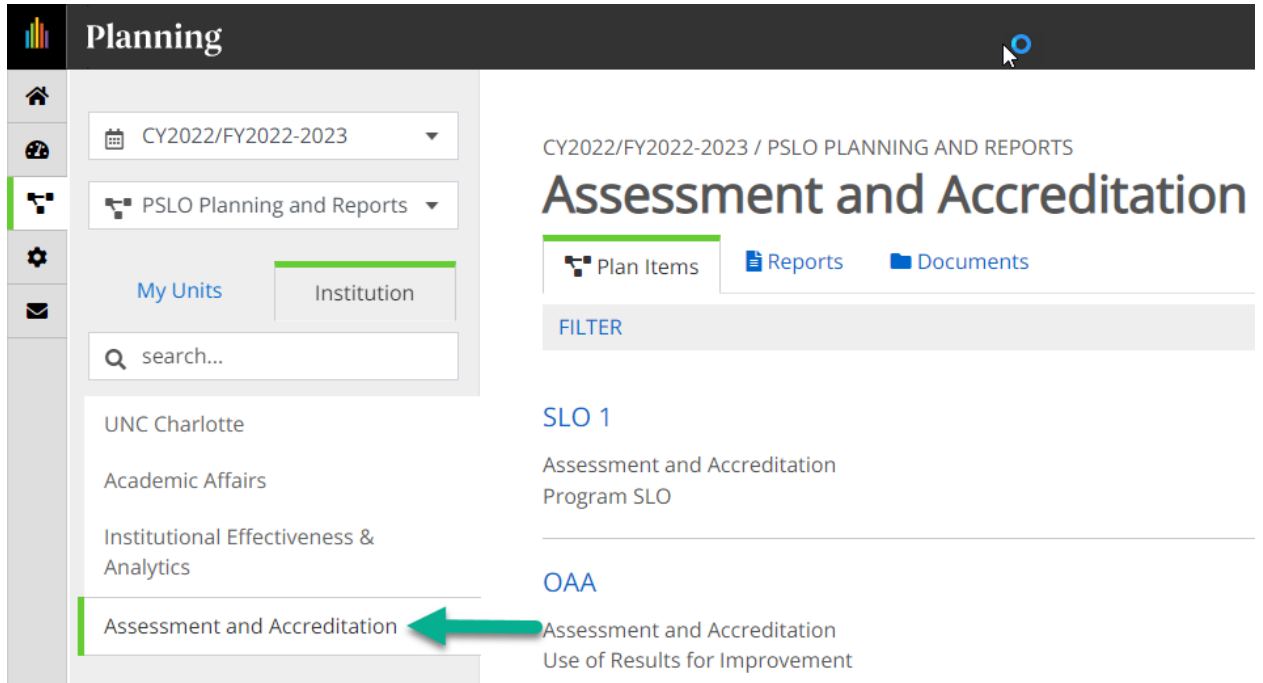 Planning
CY2022/FY2022-2023
PSLO Planning and Reports
My Units
Institution
search...
UNC Charlotte
Academic Affairs
Institutional Effectiveness &
Analytics
Assessment and Accreditation
CY2022/FY2022-2023 / PSLO PLANNING AND REPORTS
Assessment and Accreditation
Plan Items
Reports
Documents
FILTER
SLO 1
Assessment and Accreditation
Program SLO
OAA
Assessment and Accreditation
Use of Results for Improvement